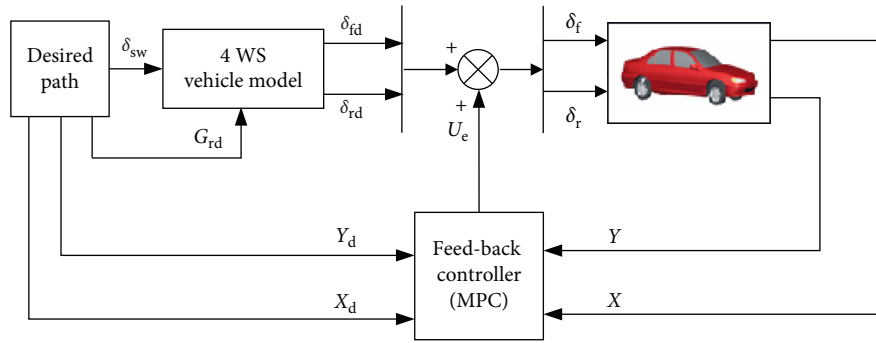 Desired
path
δsw
4 WS
vehicle model
Grd
δfd
δrd
+
+
Ue
δf
δr
Yd
Xd
Feed-back
controller
(MPC)
Y
X